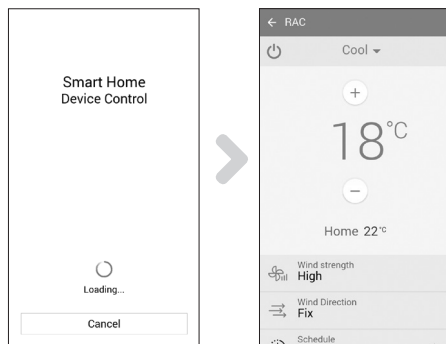 Smart Home
Device Control
Loading...
Cancel
RAC
Cool
18°C
Home 22°C
Wind strength
High
Wind Direction
Fix
Schedule